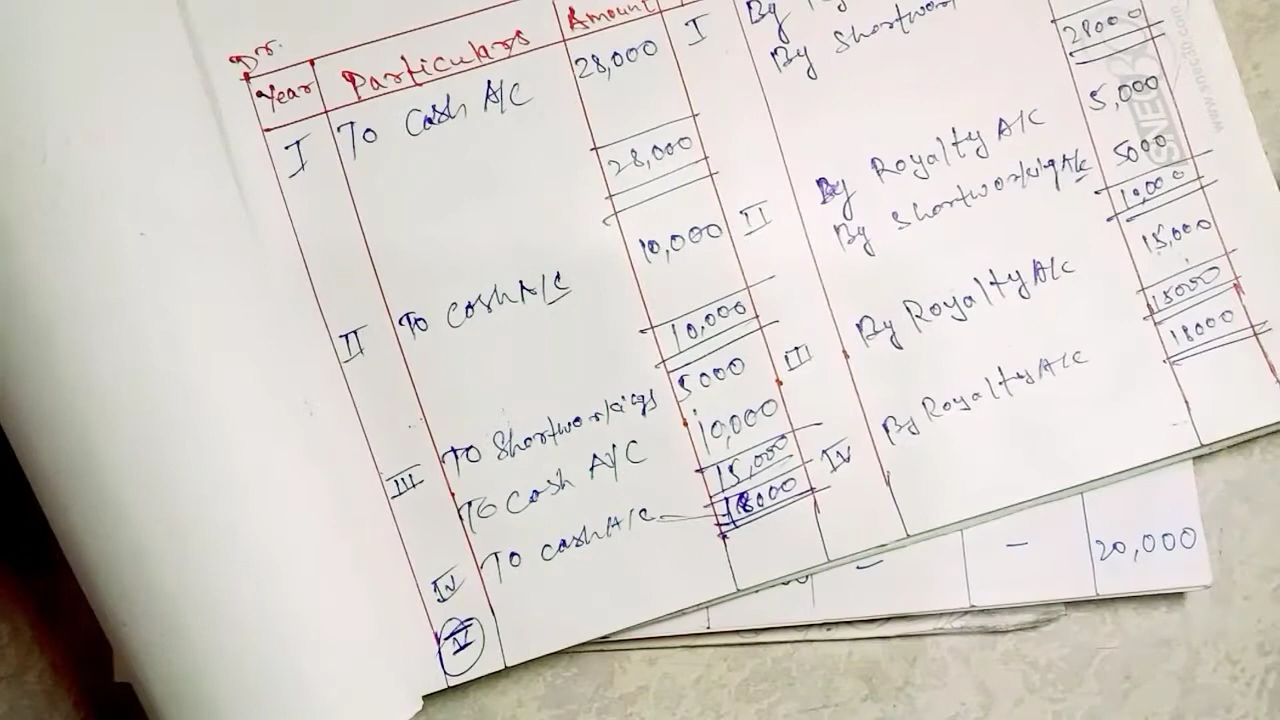 Dr.
Year Particulars Amount
I To Cash A/C 28,000 I By
By
28,000 28000
II To cash A/C 10,000 II By Royalty A/C 5,000
By Shortworking A/c 5000
10,000 10,000
III To Shortworkings 5000 III By Royalty A/c 15,000
To cash A/C 10,000
15,000 15000
IV To cash A/c 18000 IV By Royalty A/c 18000
V
- - 20,000